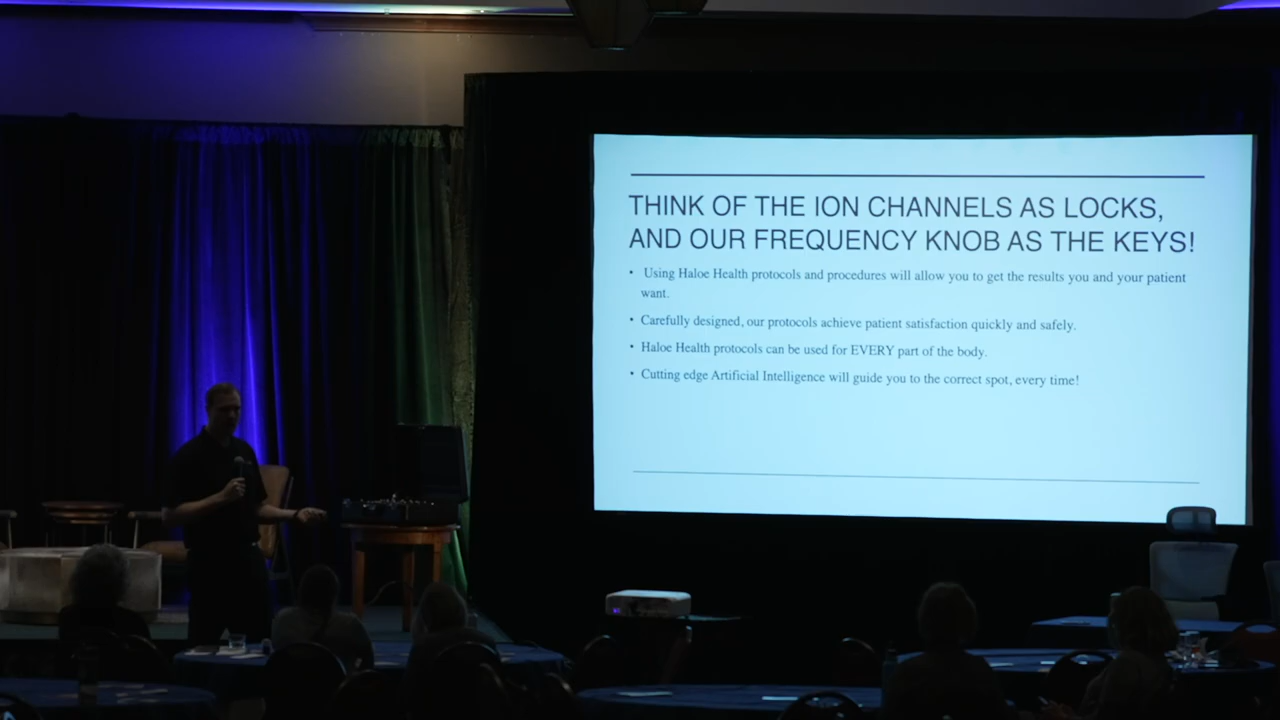 THINK OF THE ION CHANNELS AS LOCKS,
AND OUR FREQUENCY KNOB AS THE KEYS!
• Using Haloe Health protocols and procedures will allow you to get the results you and your patient
want.
• Carefully designed, our protocols achieve patient satisfaction quickly and safely.
• Haloe Health protocols can be used for EVERY part of the body.
• Cutting edge Artificial Intelligence will guide you to the correct spot, every time!